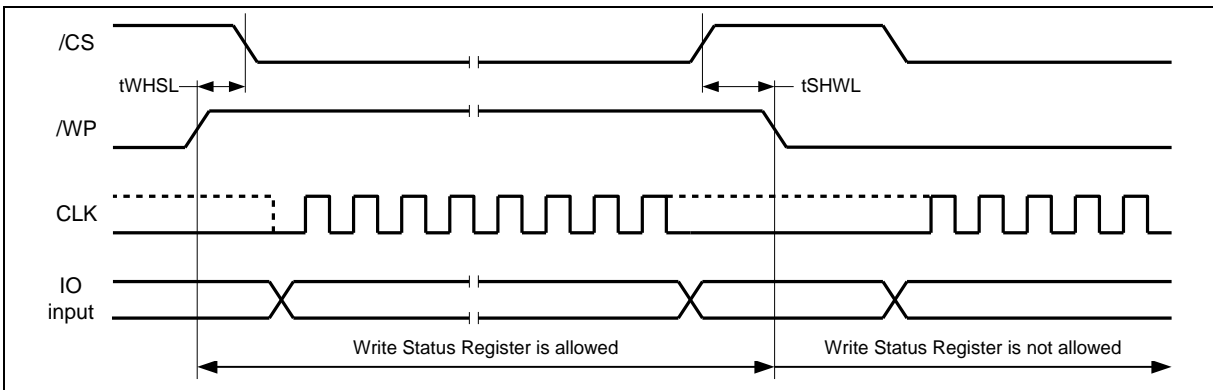 /CS
tWHSL
tSHWL
/WP
CLK
IO
input
Write Status Register is allowed
Write Status Register is not allowed